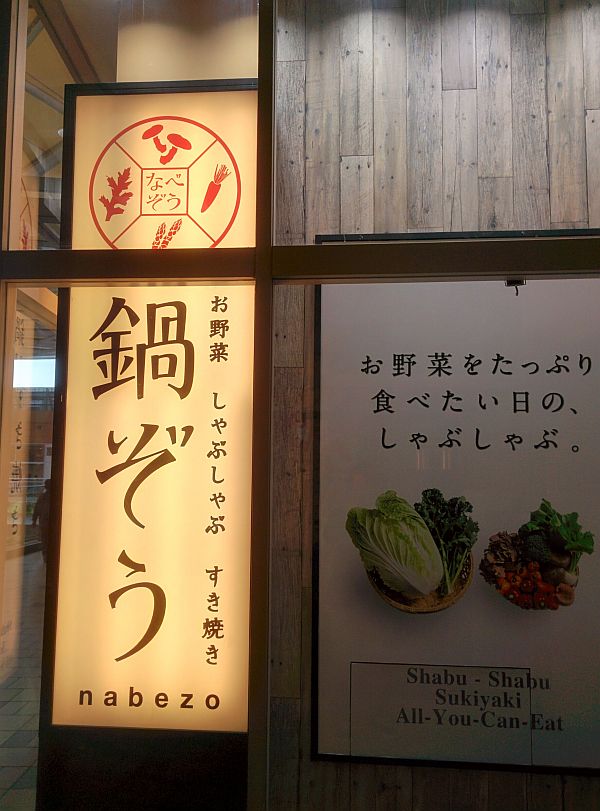 なべ
ぞう
鍋ぞう
お野菜 しゃぶしゃぶ すき焼き
nabezo
お野菜をたっぷり
食べたい日の、
しゃぶしゃぶ。
Shabu - Shabu
Sukiyaki
All-You-Can-Eat